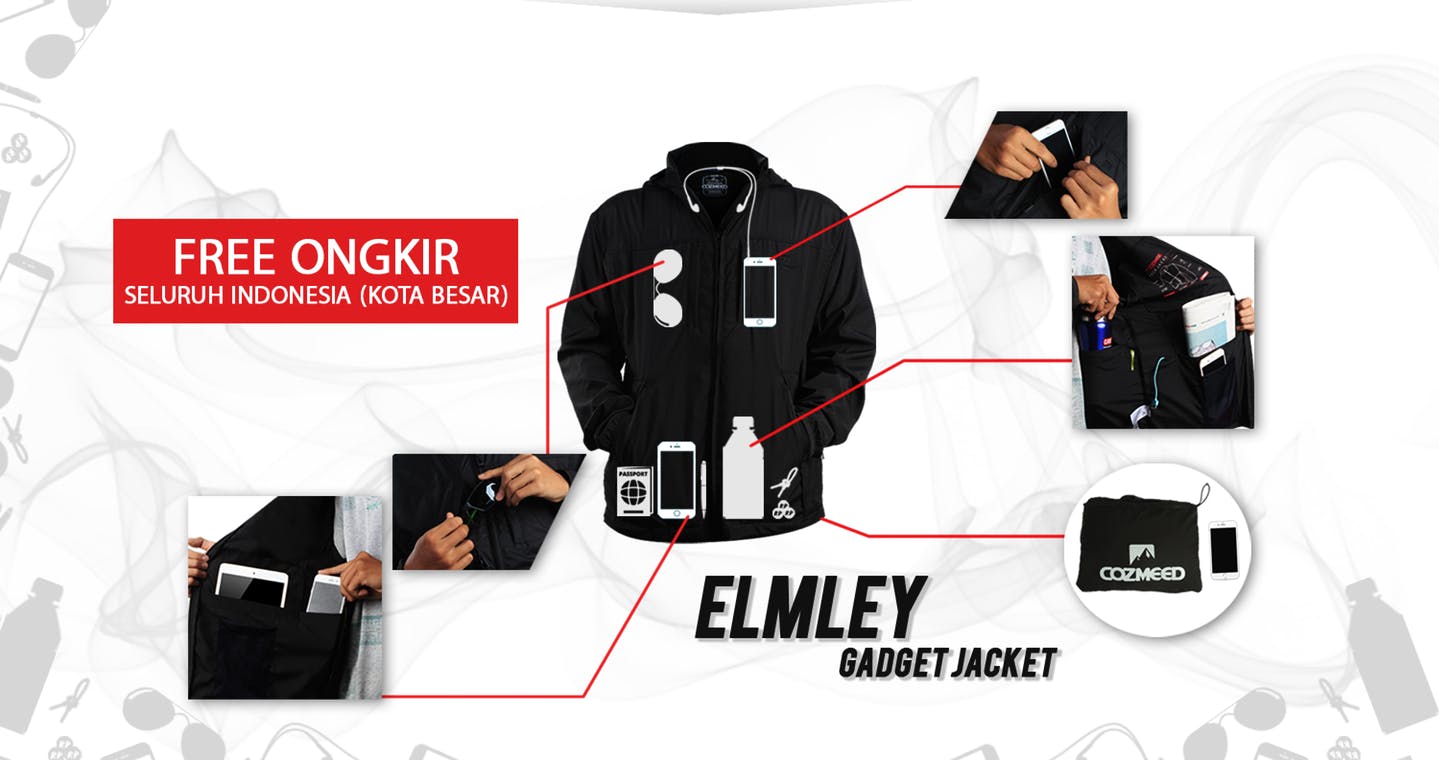 COZMEED
FREE ONGKIR
SELURUH INDONESIA (KOTA BESAR)
PASSPORT
COZMEED
ELMLEY
GADGET JACKET